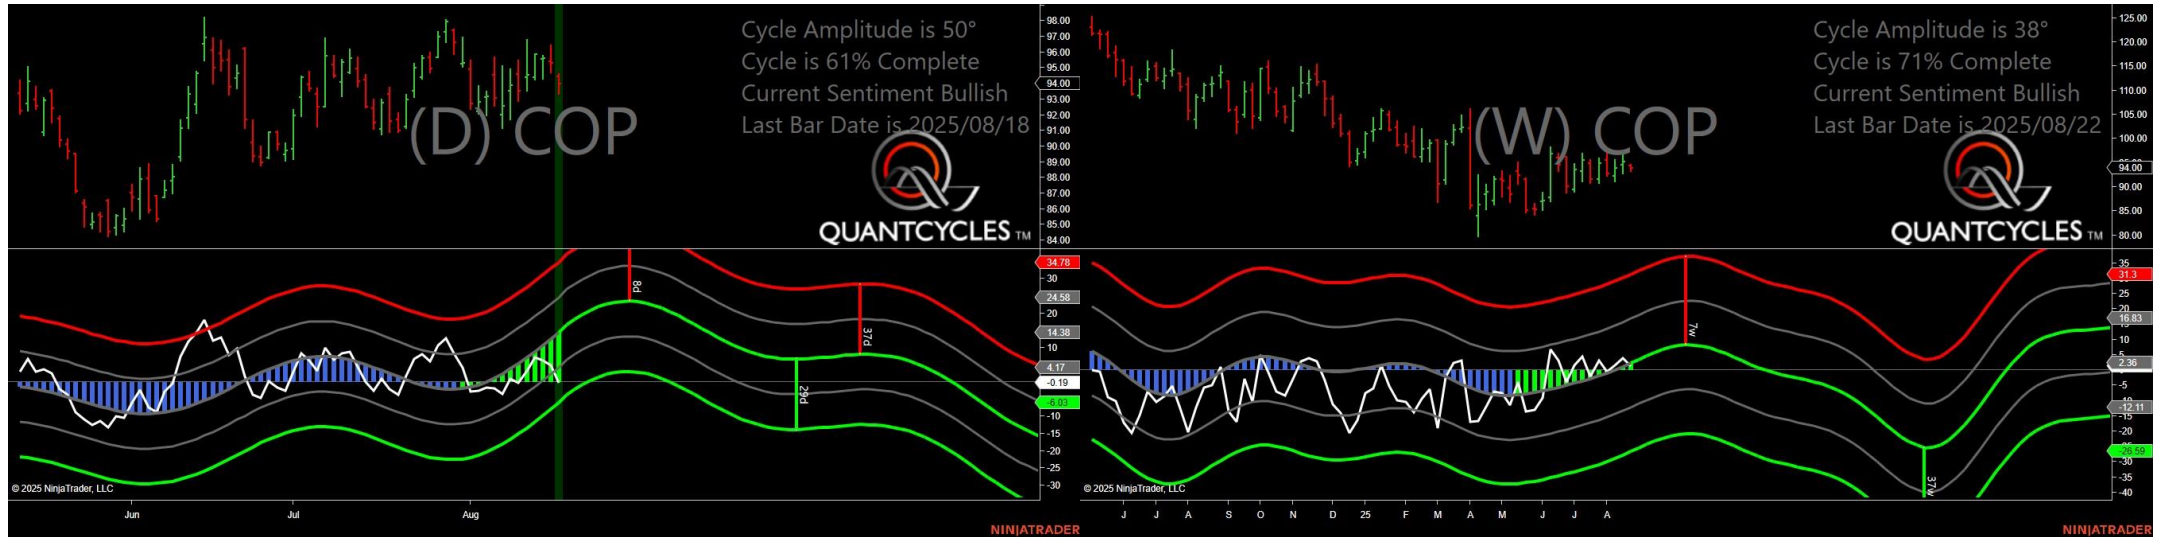 Cycle Amplitude is 50°
Cycle is 61% Complete
Current Sentiment Bullish
Last Bar Date is 2025/08/18
(D) COP
QUANTCYCLES TM
98.00
97.00
96.00
95.00
94.00
93.00
92.00
91.00
90.00
89.00
88.00
87.00
86.00
85.00
84.00
34.78
30
24.58
20
14.38
10
4.17
-0.19
-6.03
-10
-15
-20
-25
-30
8d
29d
37d
© 2025 NinjaTrader, LLC
Jun
Jul
Aug
NINJATRADER
Cycle Amplitude is 38°
Cycle is 71% Complete
Current Sentiment Bullish
Last Bar Date is 2025/08/22
(W) COP
QUANTCYCLES TM
125.00
120.00
115.00
110.00
105.00
100.00
94.00
90.00
85.00
80.00
35
31.3
25
20
16.83
10
5
2.36
-5
-12.11
-15
-20
-26.59
-30
-35
-40
7w
37w
© 2025 NinjaTrader, LLC
J
J
A
S
O
N
D
25
F
M
A
M
J
J
A
NINJATRADER